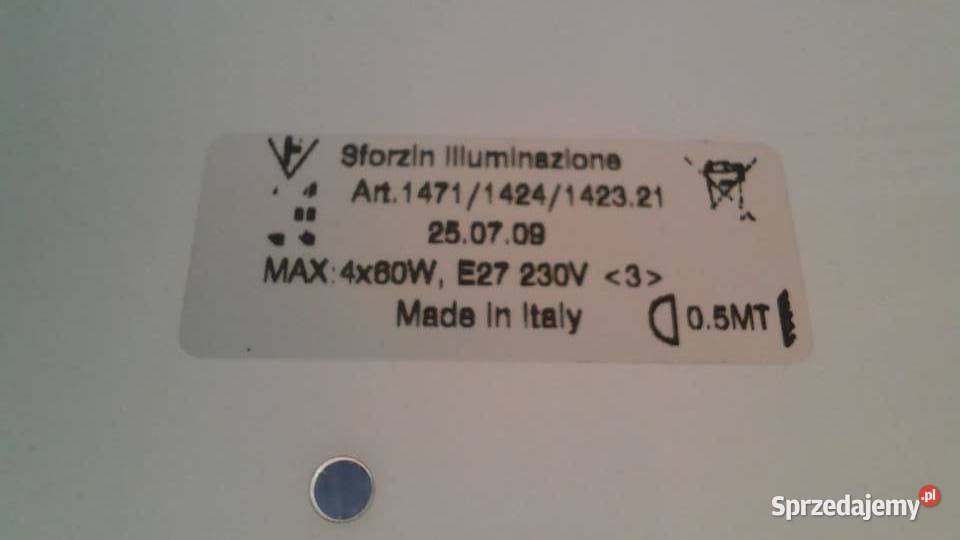 Sforzin Illuminazione
Art.1471/1424/1423.21
25.07.09
MAX:4x60W, E27 230V <3>
Made in Italy
0.5MT
Sprzedajemy.pl